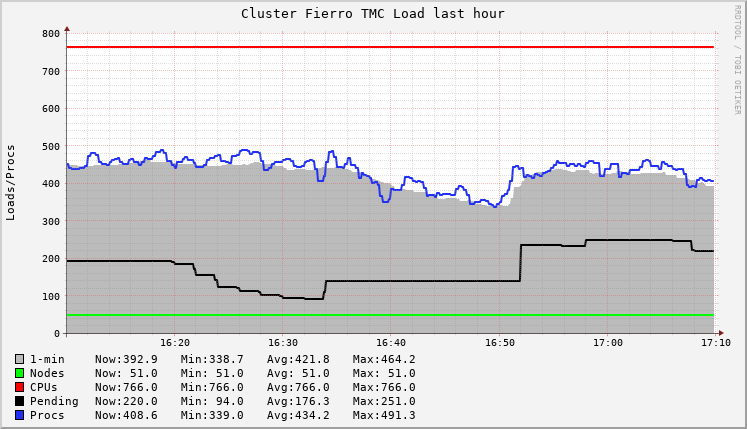 Cluster Fierro TMC Load last hour
RRDTOOL / TOBI OETIKER
Loads/Procs
800
700
600
500
400
300
200
100
0
16:20 16:30 16:40 16:50 17:00 17:10
1-min Now:392.9 Min:338.7 Avg:421.8 Max:464.2
Nodes Now: 51.0 Min: 51.0 Avg: 51.0 Max: 51.0
CPUs Now:766.0 Min:766.0 Avg:766.0 Max:766.0
Pending Now:220.0 Min: 94.0 Avg:176.3 Max:251.0
Procs Now:408.6 Min:339.0 Avg:434.2 Max:491.3